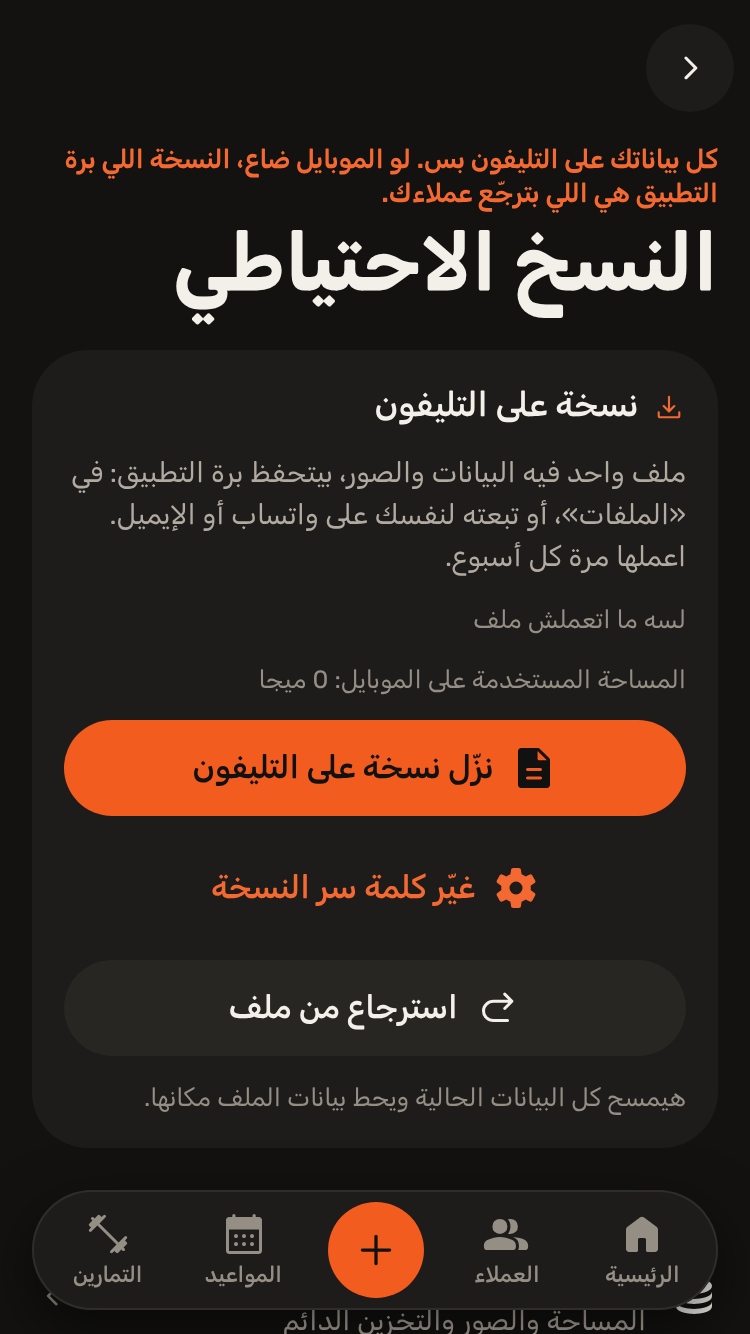 كل بياناتك على التليفون بس. لو الموبايل ضاع، النسخة اللي برة
التطبيق هي اللي بترجّع عملاءك.
النسخ الاحتياطي
نسخة على التليفون
ملف واحد فيه البيانات والصور، بيتحفظ برة التطبيق: في
«الملفات»، أو تبعته لنفسك على واتساب أو الإيميل.
اعملها مرة كل أسبوع.
لسه ما اتعملش ملف
المساحة المستخدمة على الموبايل: 0 ميجا
نزّل نسخة على التليفون
غيّر كلمة سر النسخة
استرجاع من ملف
هيمسح كل البيانات الحالية ويحط بيانات الملف مكانها.
الرئيسية
العملاء
المواعيد
التمارين
المساحة والصور والتخزين الدائم